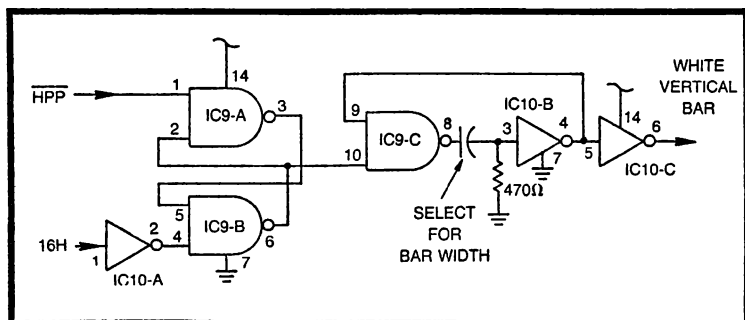 HPP
1
14
IC9-A
3
2
5
IC9-B
6
4
7
16H
1
2
IC10-A
9
IC9-C
8
10
SELECT
FOR
BAR WIDTH
IC10-B
3
4
7
470Ω
5
14
6
IC10-C
WHITE
VERTICAL
BAR